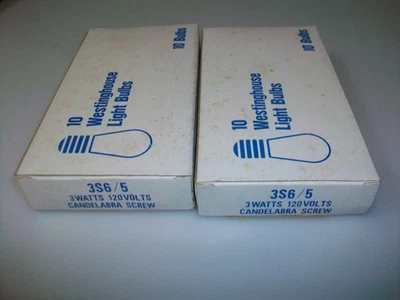 10 Bulbs
10
Westinghouse
Light Bulbs
3S6/5
3 WATTS 120 VOLTS
CANDELABRA SCREW
10 Bulbs
10
Westinghouse
Light Bulbs
3S6/5
3 WATTS 120 VOLTS
CANDELABRA SCREW